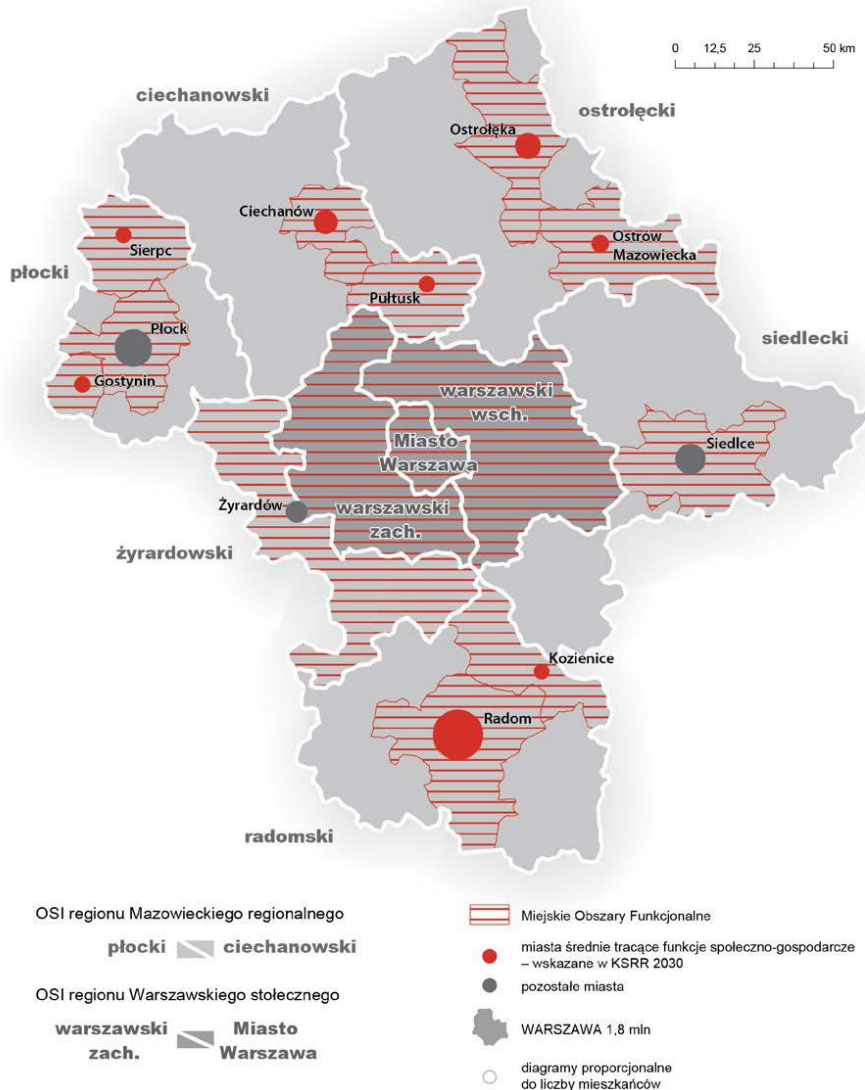 0 12,5 25 50 km
ciechanowski
ostrołęcki
Ostrołęka
Ciechanów
Ostrów
Mazowiecka
Sierpc
płocki
Pułtusk
Płock
siedlecki
Gostynin
warszawski
wsch.
Miasto
Warszawa
Siedlce
Żyrardów
warszawski
zach.
żyrardowski
Kozienice
Radom
radomski
OSI regionu Mazowieckiego regionalnego
płocki ciechanowski
OSI regionu Warszawskiego stołecznego
warszawski
zach.
Miasto
Warszawa
Miejskie Obszary Funkcjonalne
miasta średnie tracące funkcje społeczno-gospodarcze
– wskazane w KSRR 2030
pozostałe miasta
WARSZAWA 1,8 mln
diagramy proporcjonalne
do liczby mieszkańców